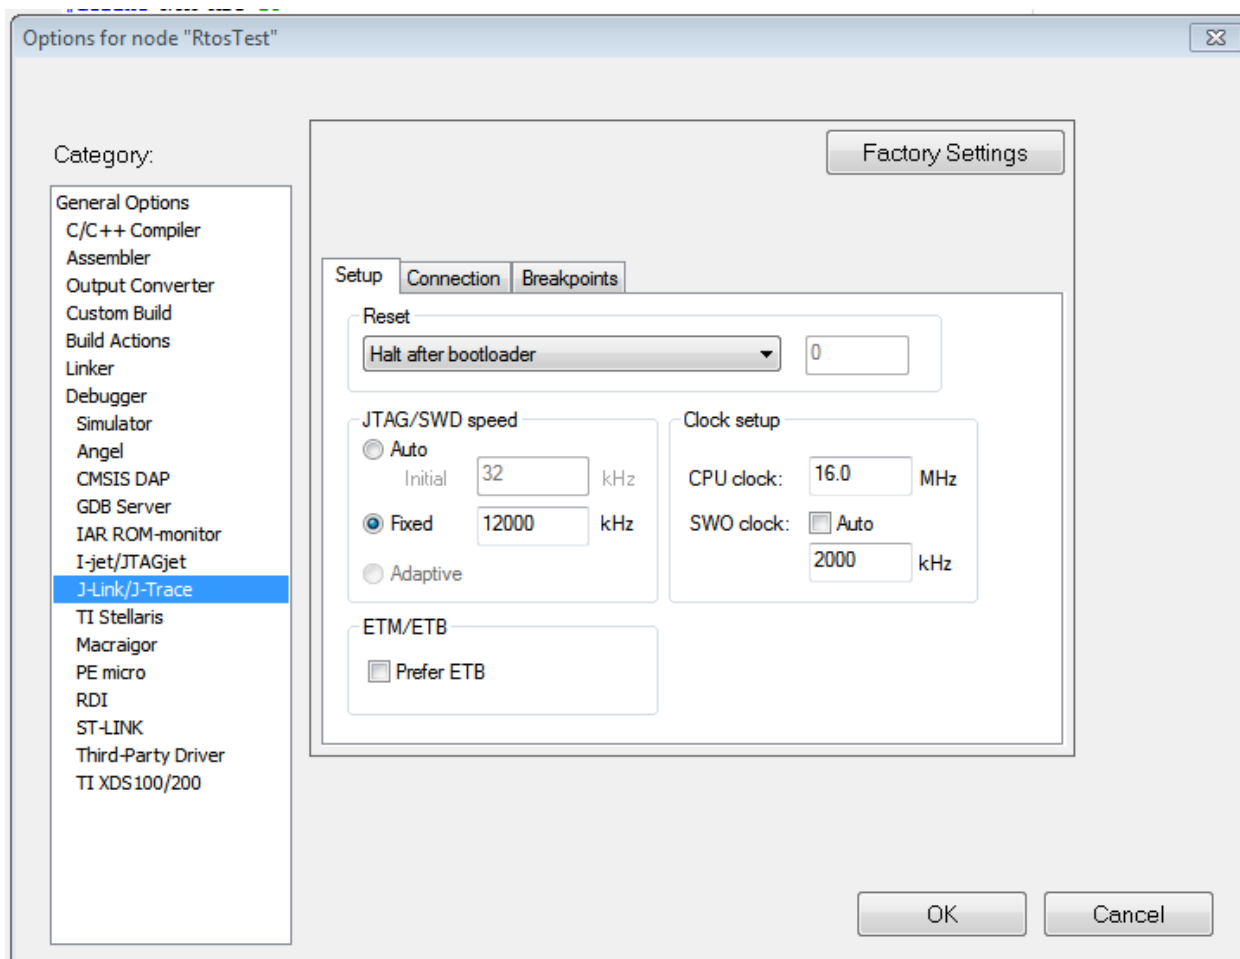 Options for node "RtosTest"
Category:
Factory Settings
General Options
C/C++ Compiler
Assembler
Output Converter
Custom Build
Build Actions
Linker
Debugger
Simulator
Angel
CMSIS DAP
GDB Server
IAR ROM-monitor
I-jet/JTAGjet
J-Link/J-Trace
TI Stellaris
Macraigor
PE micro
RDI
ST-LINK
Third-Party Driver
TI XDS100/200
Setup Connection Breakpoints
Reset
Halt after bootloader 0
JTAG/SWD speed
Auto
Initial 32 kHz
Fixed 12000 kHz
Adaptive
Clock setup
CPU clock: 16.0 MHz
SWO clock: Auto
2000 kHz
ETM/ETB
Prefer ETB
OK Cancel